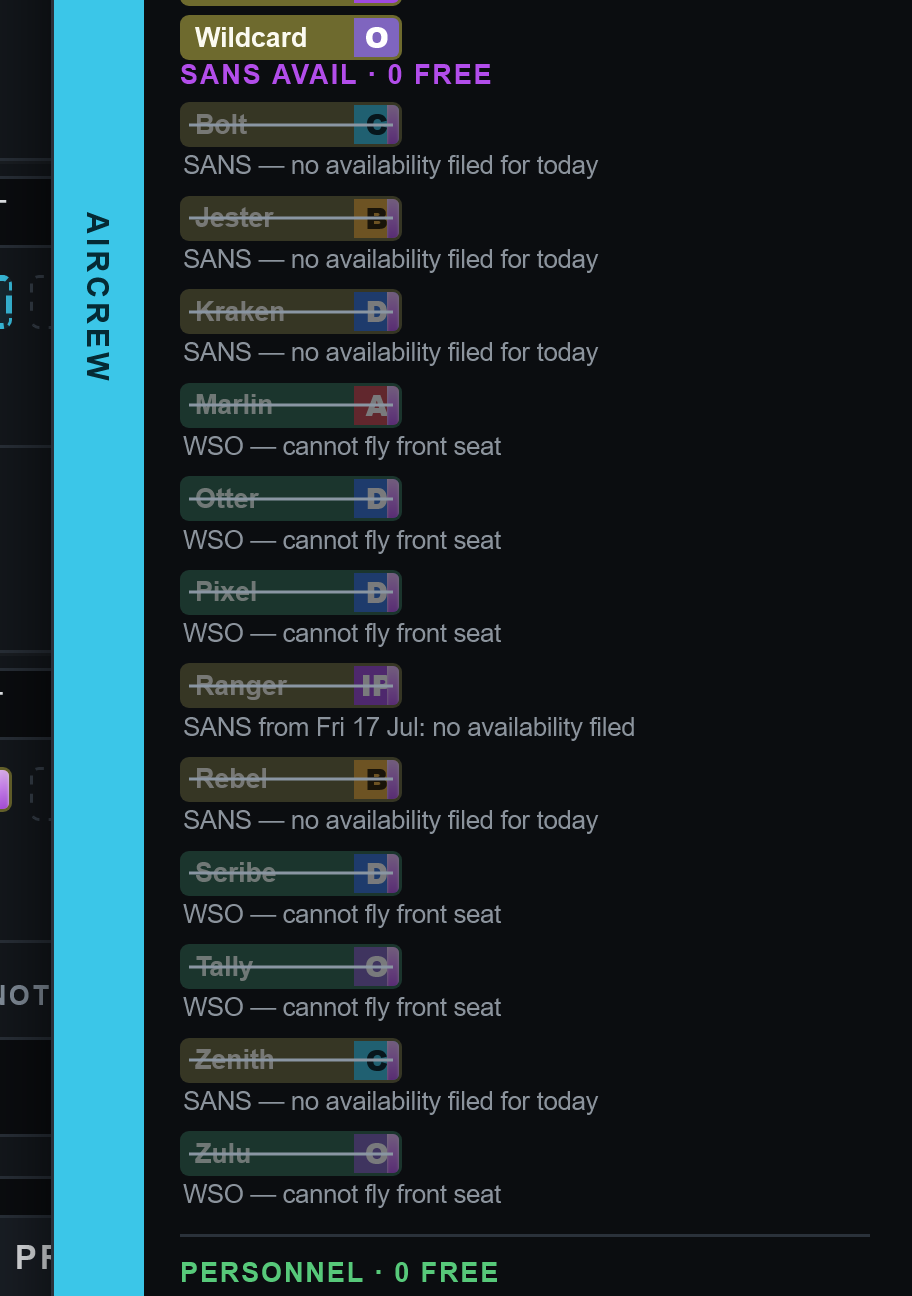 Wildcard O
SANS AVAIL · 0 FREE
Bolt C
SANS — no availability filed for today
Jester B
SANS — no availability filed for today
Kraken D
SANS — no availability filed for today
Marlin A
WSO — cannot fly front seat
Otter D
WSO — cannot fly front seat
Pixel D
WSO — cannot fly front seat
Ranger IP
SANS from Fri 17 Jul: no availability filed
Rebel B
SANS — no availability filed for today
Scribe D
WSO — cannot fly front seat
Tally O
WSO — cannot fly front seat
Zenith C
SANS — no availability filed for today
Zulu O
WSO — cannot fly front seat
PERSONNEL · 0 FREE
AIRCREW
NOT
PR